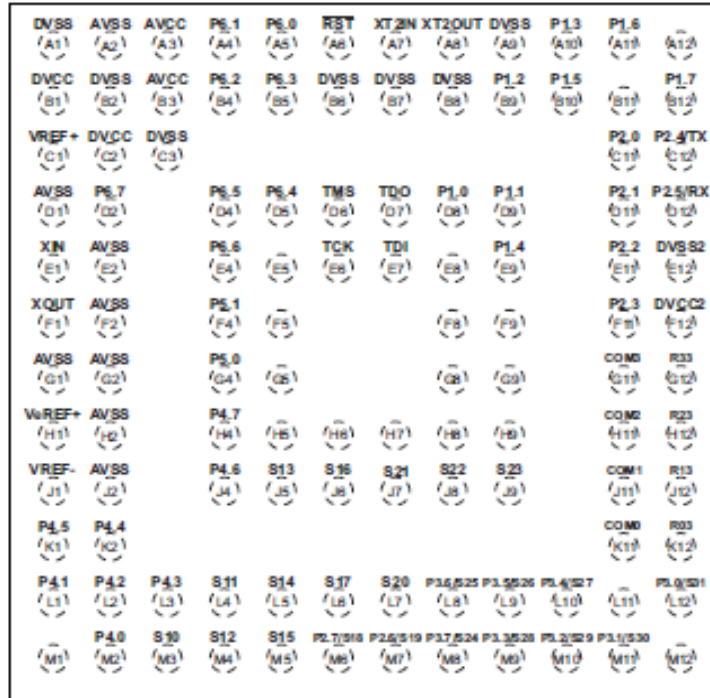 DVSS AVSS AVCC P6.1 P6.0 RST XT2IN XT2OUT DVSS P1.3 P1.6
A1 A2 A3 A4 A5 A6 A7 A8 A9 A10 A11 A12
DVCC DVSS AVCC P6.2 P6.3 DVSS DVSS DVSS P1.2 P1.5 P1.7
B1 B2 B3 B4 B5 B6 B7 B8 B9 B10 B11 B12
VREF+ DVCC DVSS P2.0 P2.4/TX
C1 C2 C3 C11 C12
AVSS P6.7 P6.5 P6.4 TMS TDO P1.0 P1.1 P2.1 P2.5/RX
D1 D2 D4 D5 D6 D7 D8 D9 D11 D12
XIN AVSS P6.6 TCK TDI P1.4 P2.2 DVSS2
E1 E2 E4 E5 E6 E7 E8 E9 E11 E12
XOUT AVSS P5.1 P2.3 DVCC2
F1 F2 F4 F5 F8 F9 F11 F12
AVSS AVSS P5.0 COM3 R33
G1 G2 G4 G5 G8 G9 G11 G12
VeREF+ AVSS P4.7 COM2 R23
H1 H2 H4 H5 H6 H7 H8 H9 H11 H12
VREF- AVSS P4.6 S13 S16 S21 S22 S23 COM1 R13
J1 J2 J4 J5 J6 J7 J8 J9 J11 J12
P4.5 P4.4 COM0 R03
K1 K2 K11 K12
P4.1 P4.2 P4.3 S11 S14 S17 S20 P3.6/S25 P3.5/S26 P3.4/S27 P3.0/S31
L1 L2 L3 L4 L5 L6 L7 L8 L9 L10 L11 L12
P4.0 S10 S12 S15 P2.7/S18 P2.6/S19 P3.7/S24 P3.3/S28 P3.2/S29 P3.1/S30
M1 M2 M3 M4 M5 M6 M7 M8 M9 M10 M11 M12